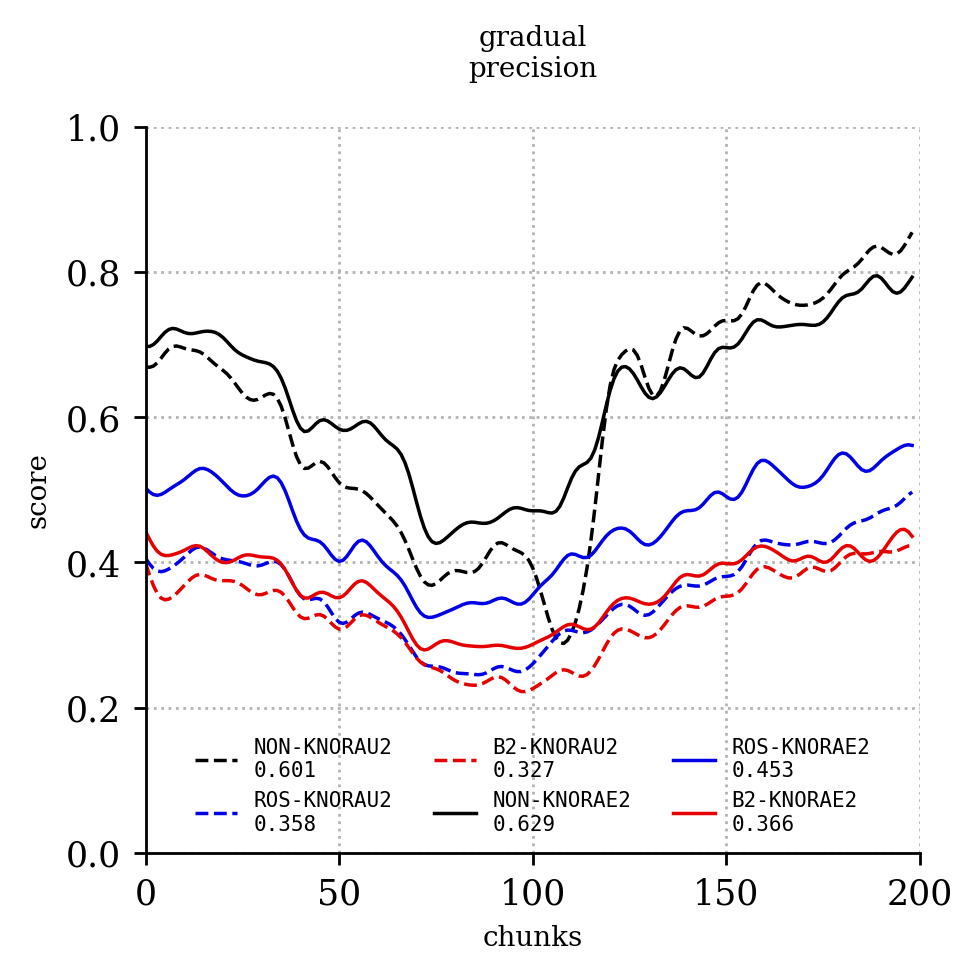 gradual
precision
1.0
0.8
0.6
0.4
0.2
0.0
score
NON-KNORAU2
0.601
ROS-KNORAU2
0.358
B2-KNORAU2
0.327
NON-KNORAE2
0.629
ROS-KNORAE2
0.453
B2-KNORAE2
0.366
0 50 100 150 200
chunks